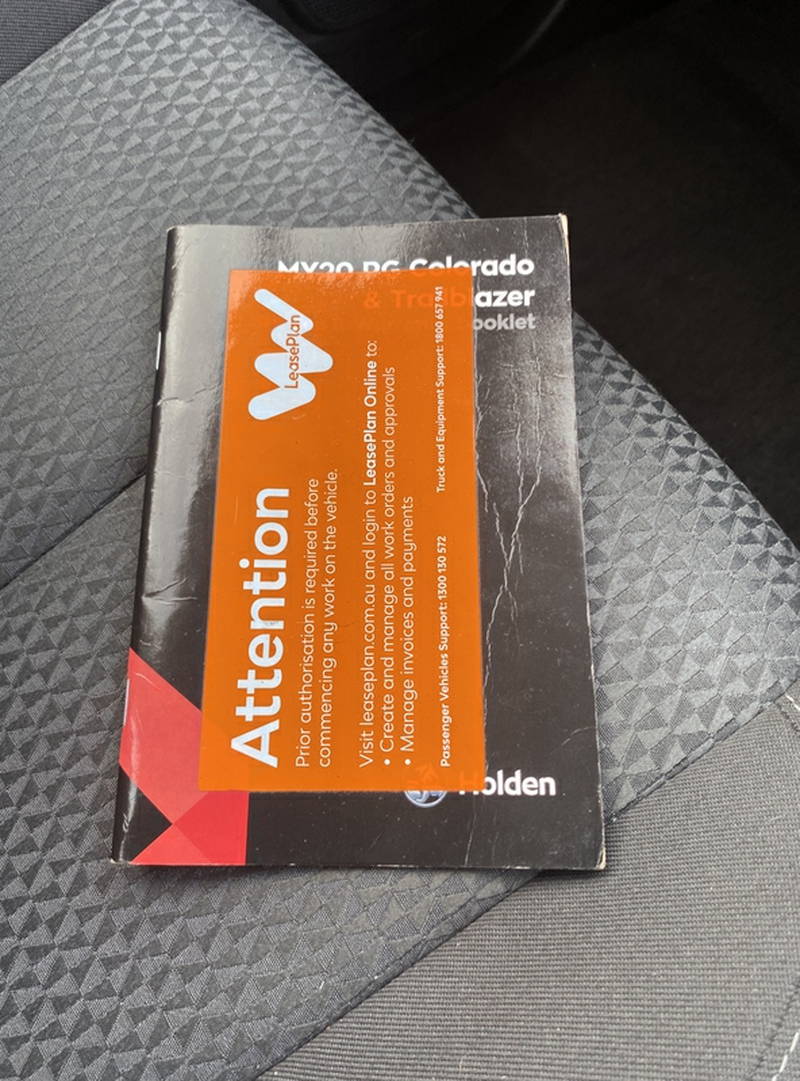 MY20 RG Colorado
& Trailblazer
ooklet
LeasePlan
Attention
Prior authorisation is required before
commencing any work on the vehicle.
Visit leaseplan.com.au and login to LeasePlan Online to:
• Create and manage all work orders and approvals
• Manage invoices and payments
Passenger Vehicles Support: 1300 130 572
Truck and Equipment Support: 1800 657 941
Holden